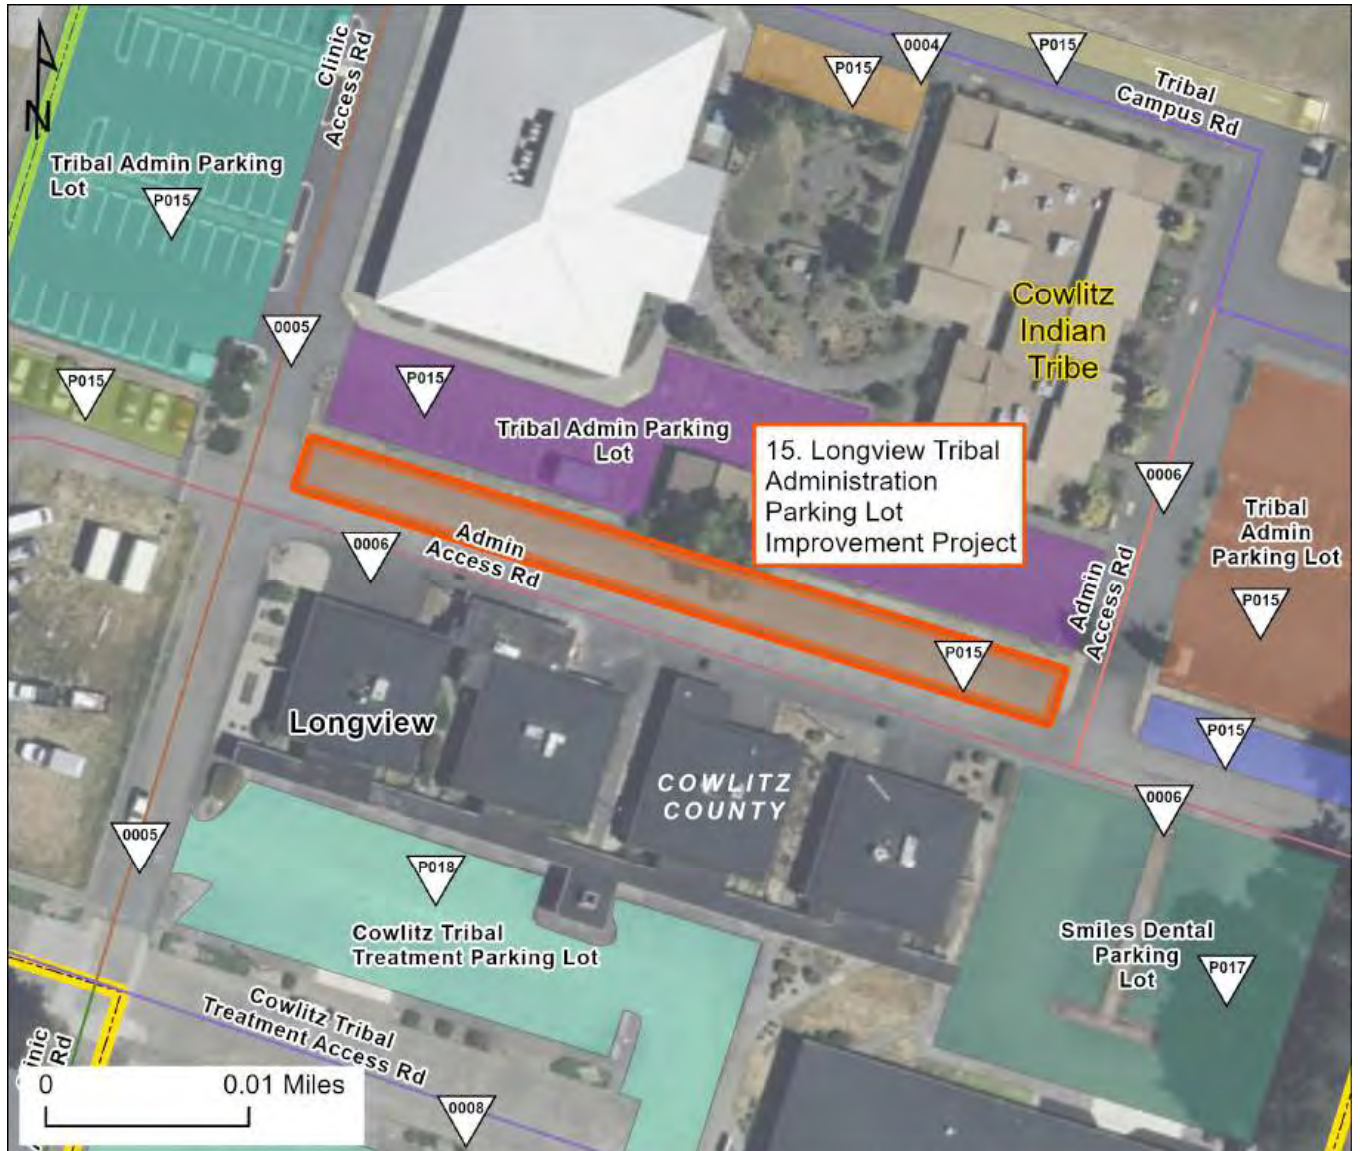 N
Clinic
Access Rd
P015
0004
P015
Tribal
Campus Rd
Tribal Admin Parking
Lot
P015
0005
P015
P015
Cowlitz
Indian
Tribe
Tribal Admin Parking
Lot
15. Longview Tribal
Administration
Parking Lot
Improvement Project
0006
Tribal
Admin
Parking Lot
P015
Admin
Access Rd
0006
Admin
Access Rd
P015
Longview
P015
COWLITZ
COUNTY
0006
0005
P018
Cowlitz Tribal
Treatment Parking Lot
Smiles Dental
Parking
Lot
P017
Cowlitz Tribal
Treatment Access Rd
Rd
0 0.01 Miles
0008